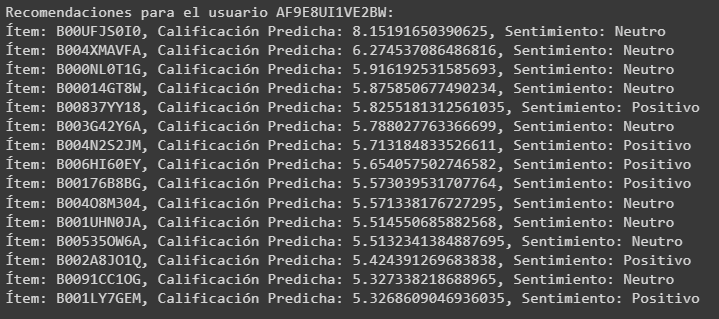 Recomendaciones para el usuario AF9E8UI1VE2BW:
Ítem: B00UFJS0I0, Calificación Predicha: 8.15191650390625, Sentimiento: Neutro
Ítem: B004XMAVFA, Calificación Predicha: 6.274537086486816, Sentimiento: Neutro
Ítem: B000NL0T1G, Calificación Predicha: 5.916192531585693, Sentimiento: Neutro
Ítem: B00014GT8W, Calificación Predicha: 5.875850677490234, Sentimiento: Neutro
Ítem: B00837YY18, Calificación Predicha: 5.8255181312561035, Sentimiento: Positivo
Ítem: B003G42Y6A, Calificación Predicha: 5.788027763366699, Sentimiento: Neutro
Ítem: B004N2S2JM, Calificación Predicha: 5.713184833526611, Sentimiento: Positivo
Ítem: B006HI60EY, Calificación Predicha: 5.654057502746582, Sentimiento: Positivo
Ítem: B00176B8BG, Calificación Predicha: 5.573039531707764, Sentimiento: Positivo
Ítem: B004O8M304, Calificación Predicha: 5.571338176727295, Sentimiento: Neutro
Ítem: B001UHN0JA, Calificación Predicha: 5.514550685882568, Sentimiento: Neutro
Ítem: B00535OW6A, Calificación Predicha: 5.5132341384887695, Sentimiento: Neutro
Ítem: B002A8JO1Q, Calificación Predicha: 5.424391269683838, Sentimiento: Positivo
Ítem: B0091CC1OG, Calificación Predicha: 5.327338218688965, Sentimiento: Neutro
Ítem: B001LY7GEM, Calificación Predicha: 5.3268609046936035, Sentimiento: Positivo